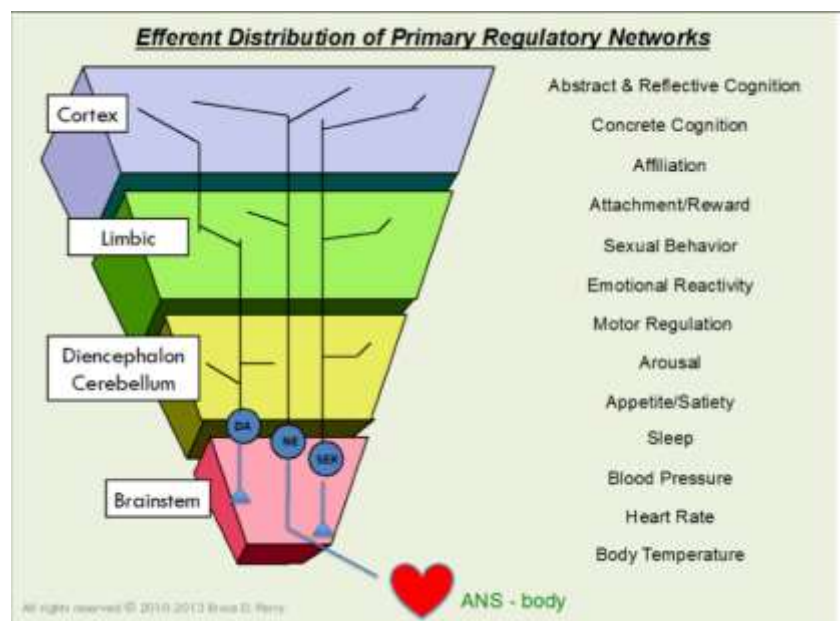 Efferent Distribution of Primary Regulatory Networks
Cortex
Limbic
Diencephalon
Cerebellum
Brainstem
DA
NE
SER
Abstract & Reflective Cognition
Concrete Cognition
Affiliation
Attachment/Reward
Sexual Behavior
Emotional Reactivity
Motor Regulation
Arousal
Appetite/Satiety
Sleep
Blood Pressure
Heart Rate
Body Temperature
ANS - body
All rights reserved © 2010-2013 Bruce D. Perry